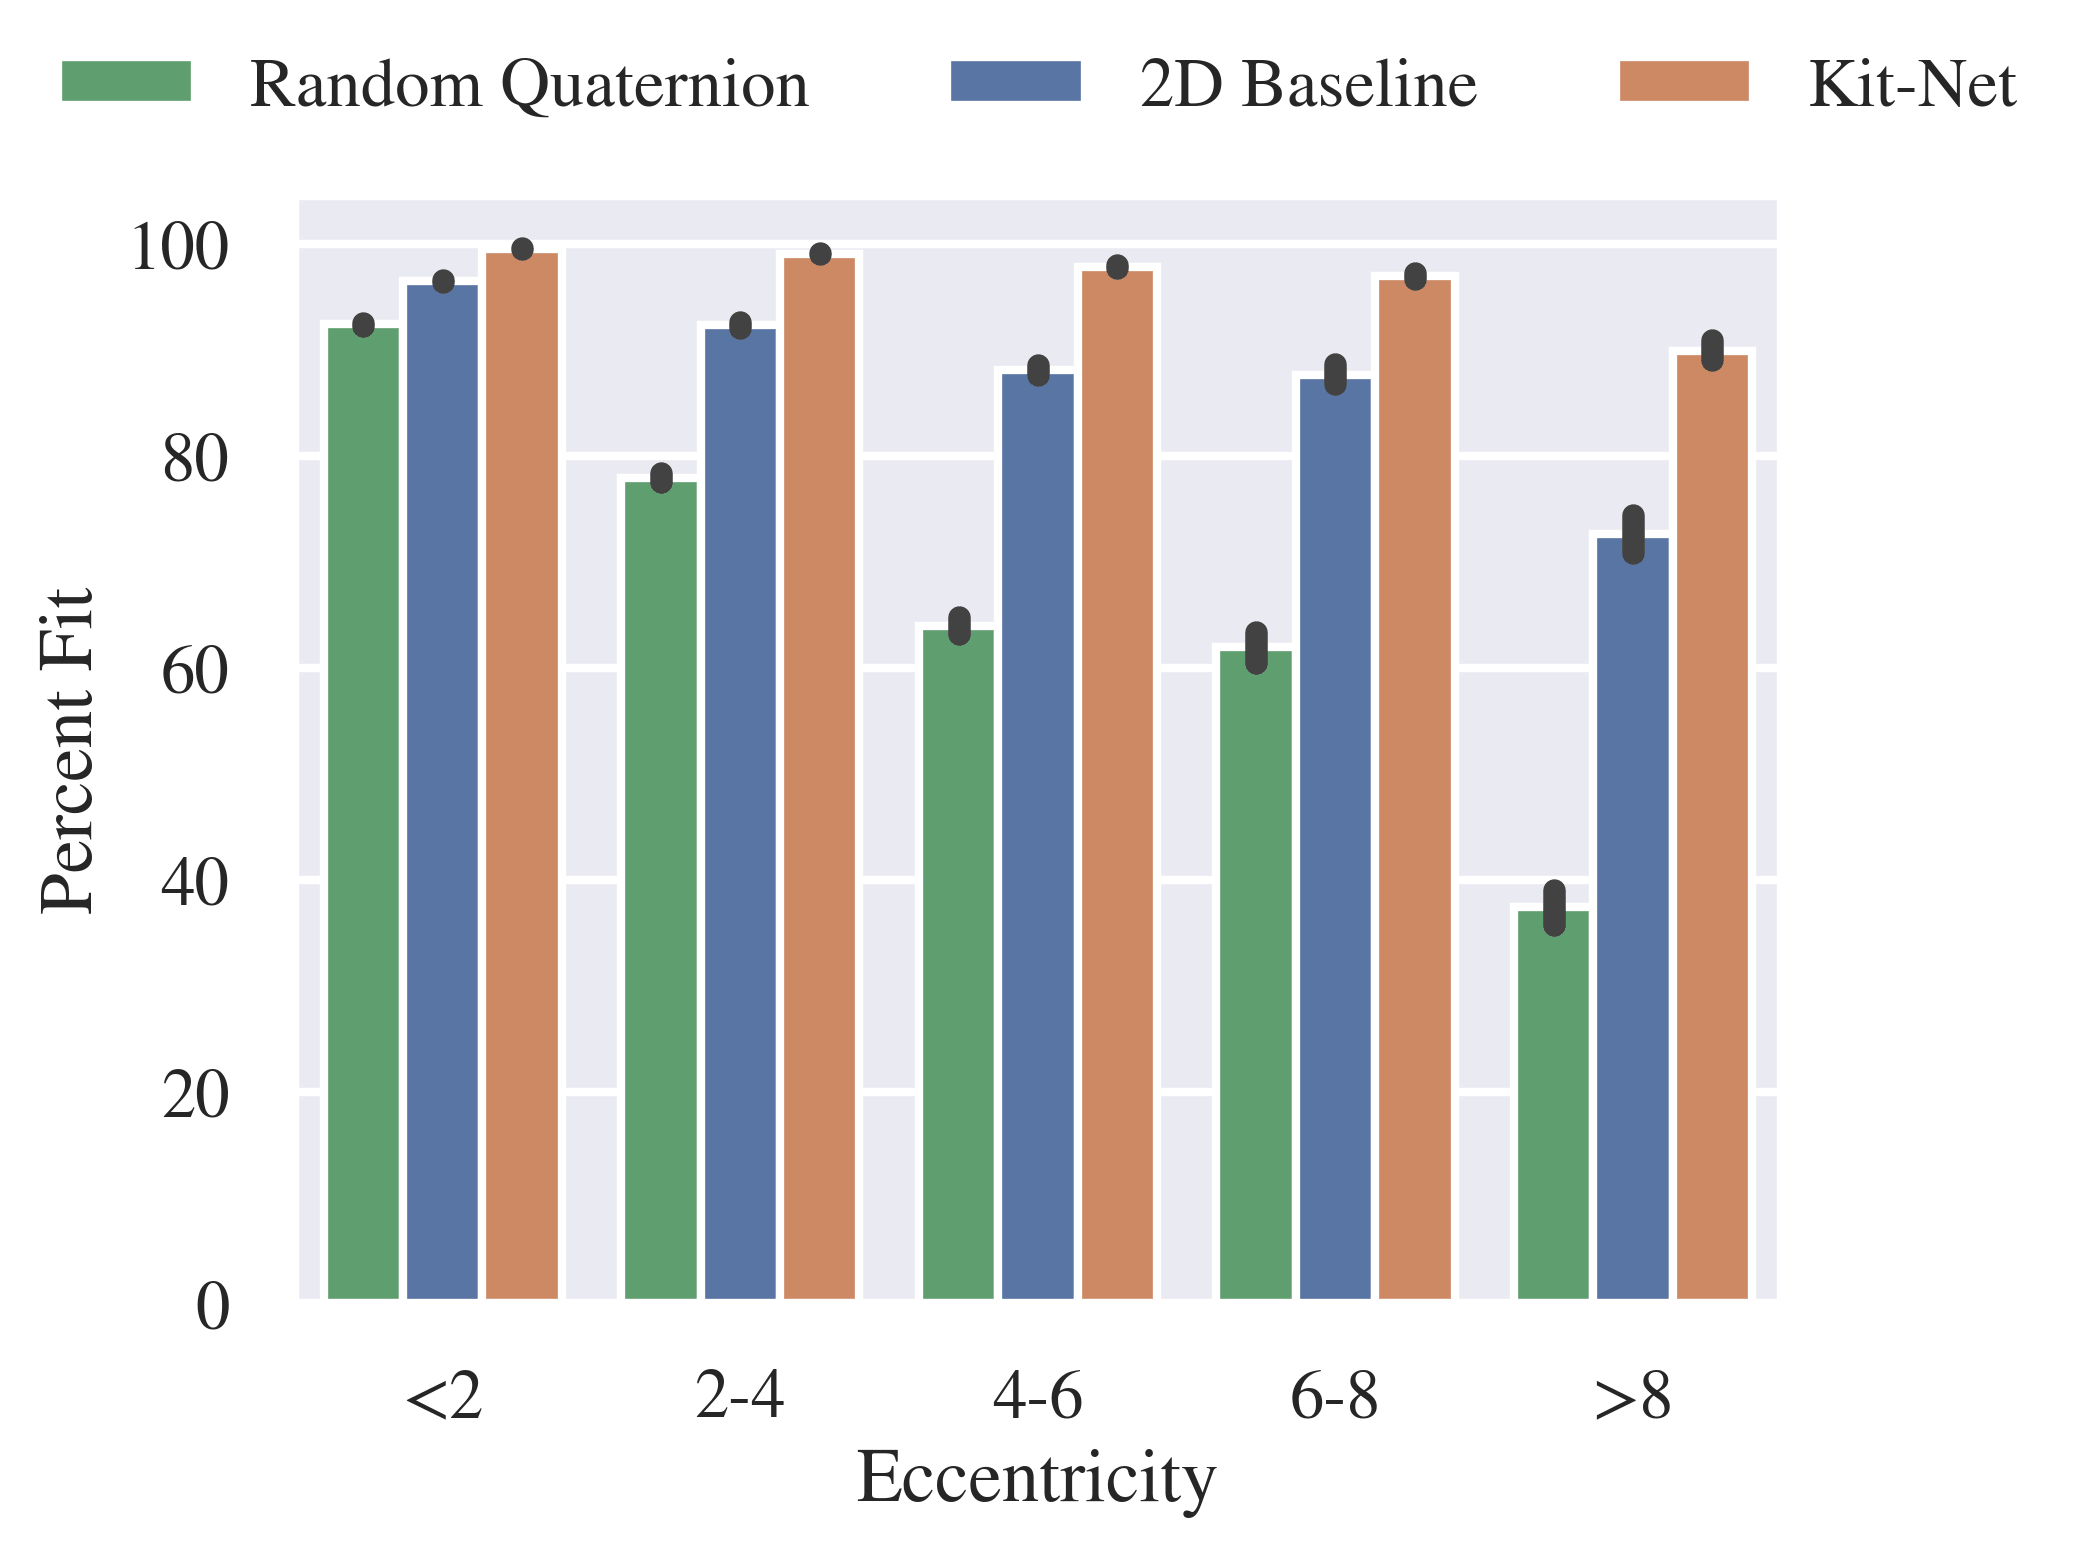 Random Quaternion 2D Baseline Kit-Net
100
80
60
40
20
0
Percent Fit
<2 2-4 4-6 6-8 >8
Eccentricity